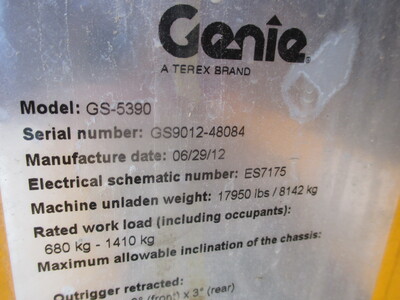 Genie
A TEREX BRAND
Model: GS-5390
Serial number: GS9012-48084
Manufacture date: 06/29/12
Electrical schematic number: ES7175
Machine unladen weight: 17950 lbs / 8142 kg
Rated work load (including occupants):
680 kg - 1410 kg
Maximum allowable inclination of the chassis:
Outrigger retracted:
(front) x 3° (rear)